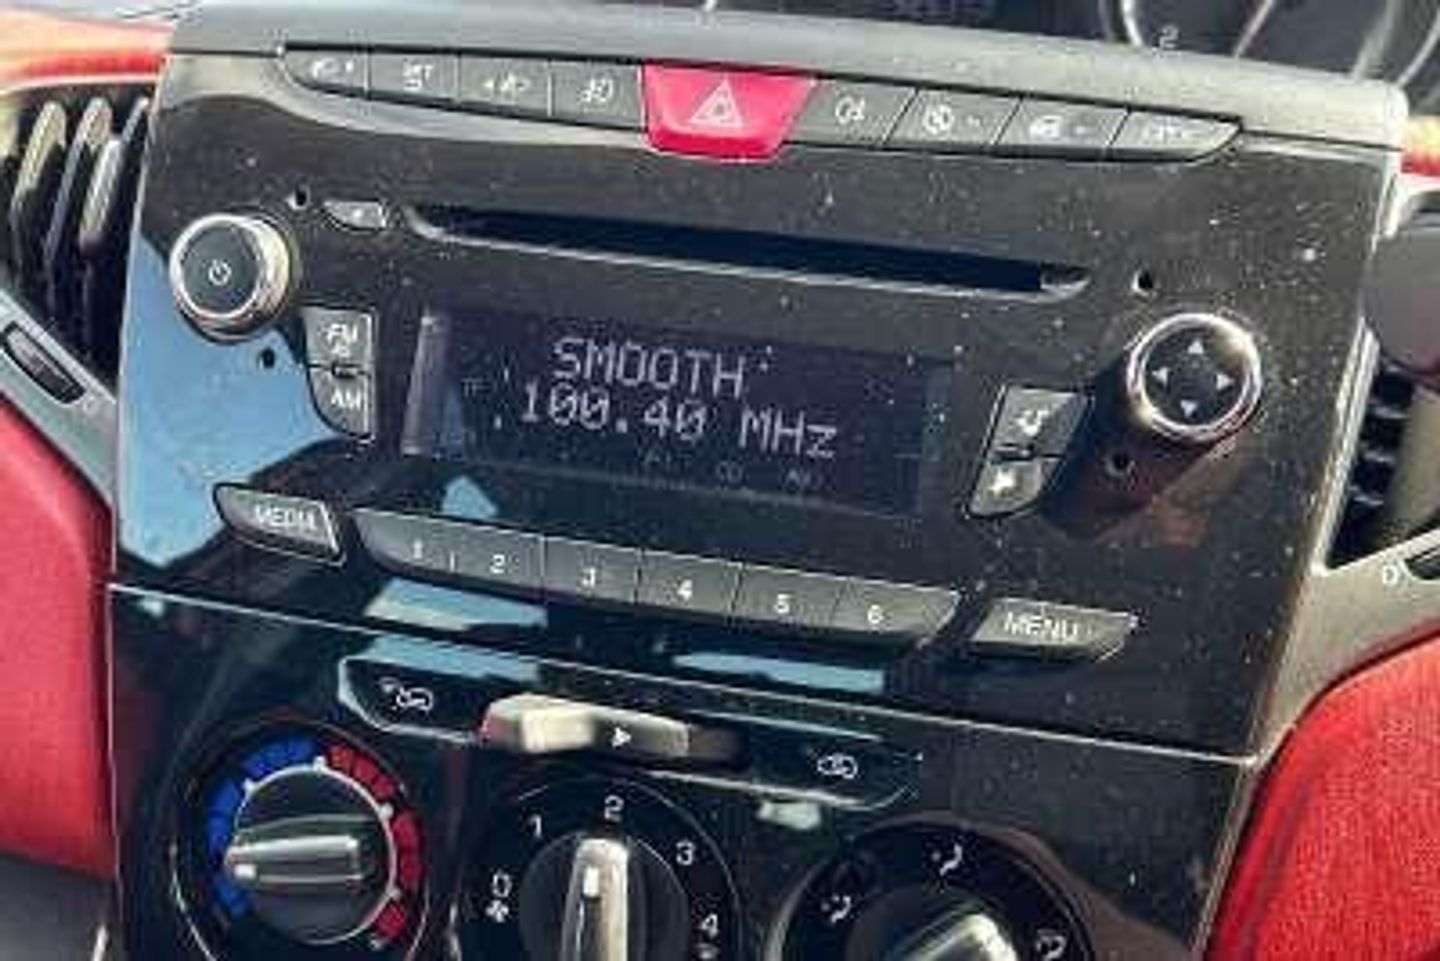 FM
AM
SMOOTH
100.40 MHz
MEDIA
1 2 3 4 5 6
MENU
0 1 2 3 4